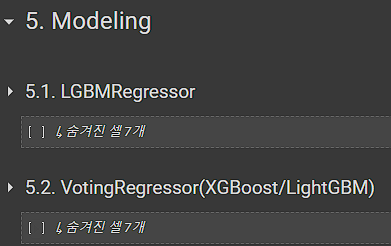 5. Modeling
5.1. LGBMRegressor
[ ] ↳ 숨겨진 셀 7개
5.2. VotingRegressor(XGBoost/LightGBM)
[ ] ↳ 숨겨진 셀 7개